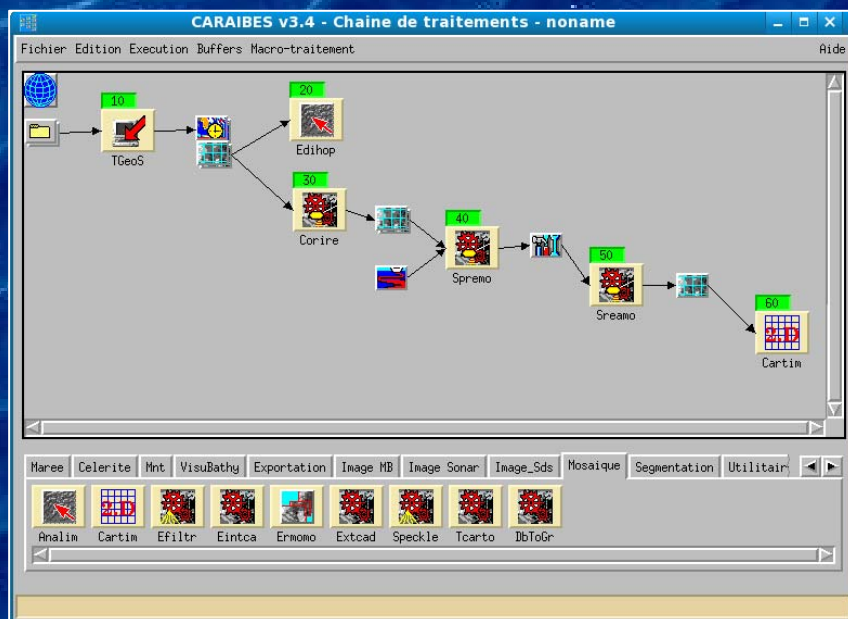 CARAIBES v3.4 - Chaine de traitements - noname
Fichier Edition Execution Buffers Macro-traitement Aide
10
TGeoS
20
Edihop
30
Corire
40
Spremo
50
Sreamo
60
2.D
Cartim
Maree Celerite Mnt VisuBathy Exportation Image MB Image Sonar Image_Sds Mosaique Segmentation Utilitair
2.D
Analim Cartim Efiltr Eintca Ermomo Extcad Speckle Tcarto DbToGr